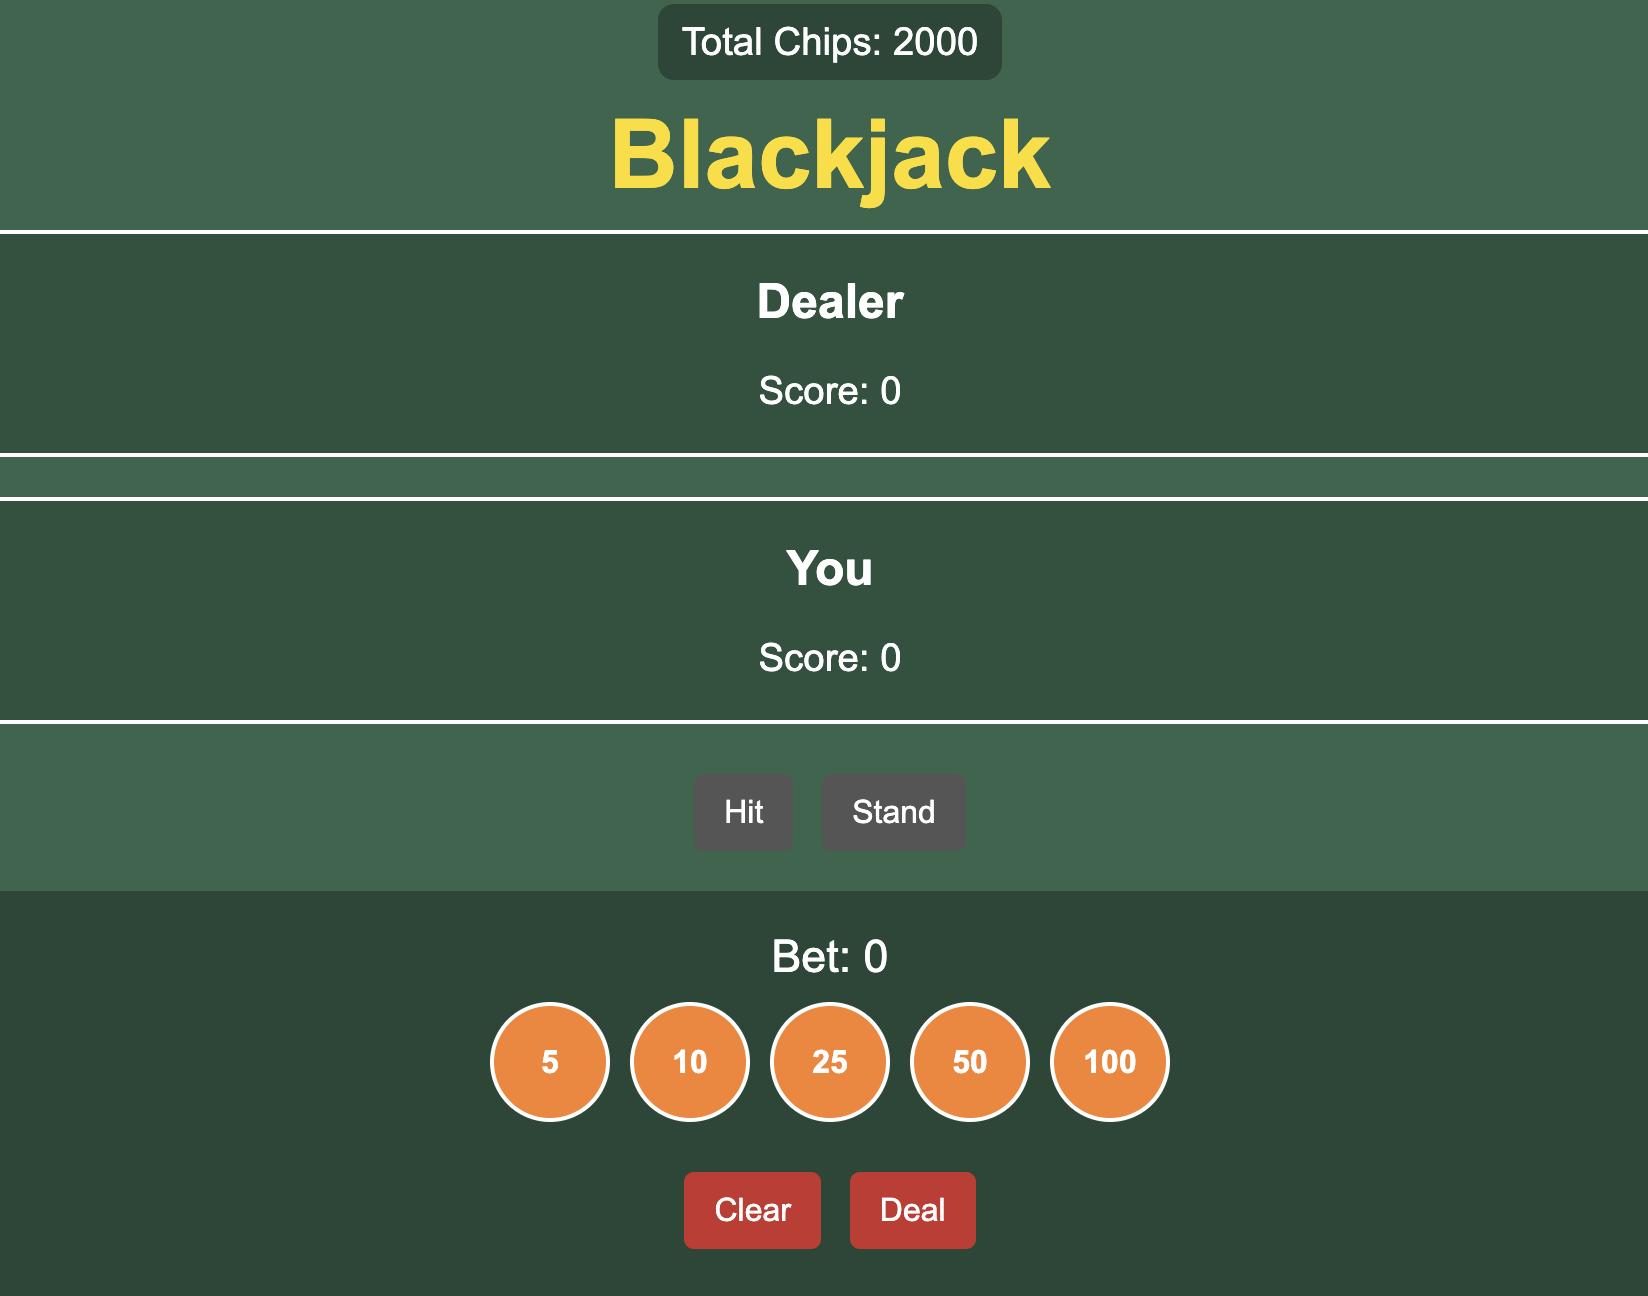 Total Chips: 2000
Blackjack
Dealer
Score: 0
You
Score: 0
Hit Stand
Bet: 0
5 10 25 50 100
Clear Deal